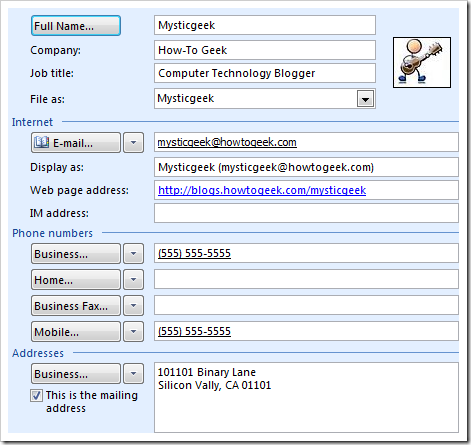 Full Name... Mysticgeek
Company: How-To Geek
Job title: Computer Technology Blogger
File as: Mysticgeek
Internet
E-mail... mysticgeek@howtogeek.com
Display as: Mysticgeek (mysticgeek@howtogeek.com)
Web page address: http://blogs.howtogeek.com/mysticgeek
IM address:
Phone numbers
Business... (555) 555-5555
Home...
Business Fax...
Mobile... (555) 555-5555
Addresses
Business... 101101 Binary Lane
Silicon Vally, CA 01101
This is the mailing
address